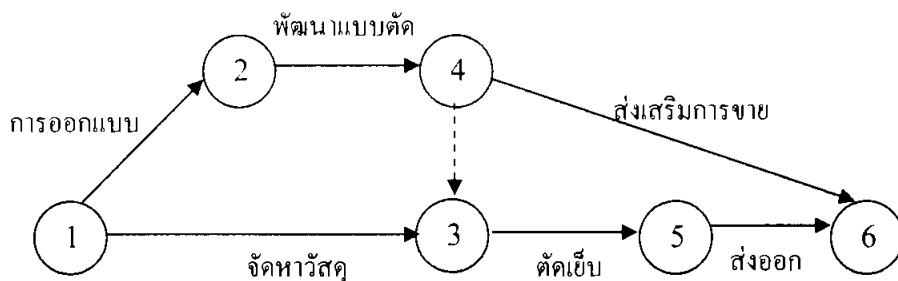 พัฒนาแบบตัด
2
4
การออกแบบ
ส่งเสริมการขาย
1
3
5
6
จัดหาวัสดุ
ตัดเย็บ
ส่งออก